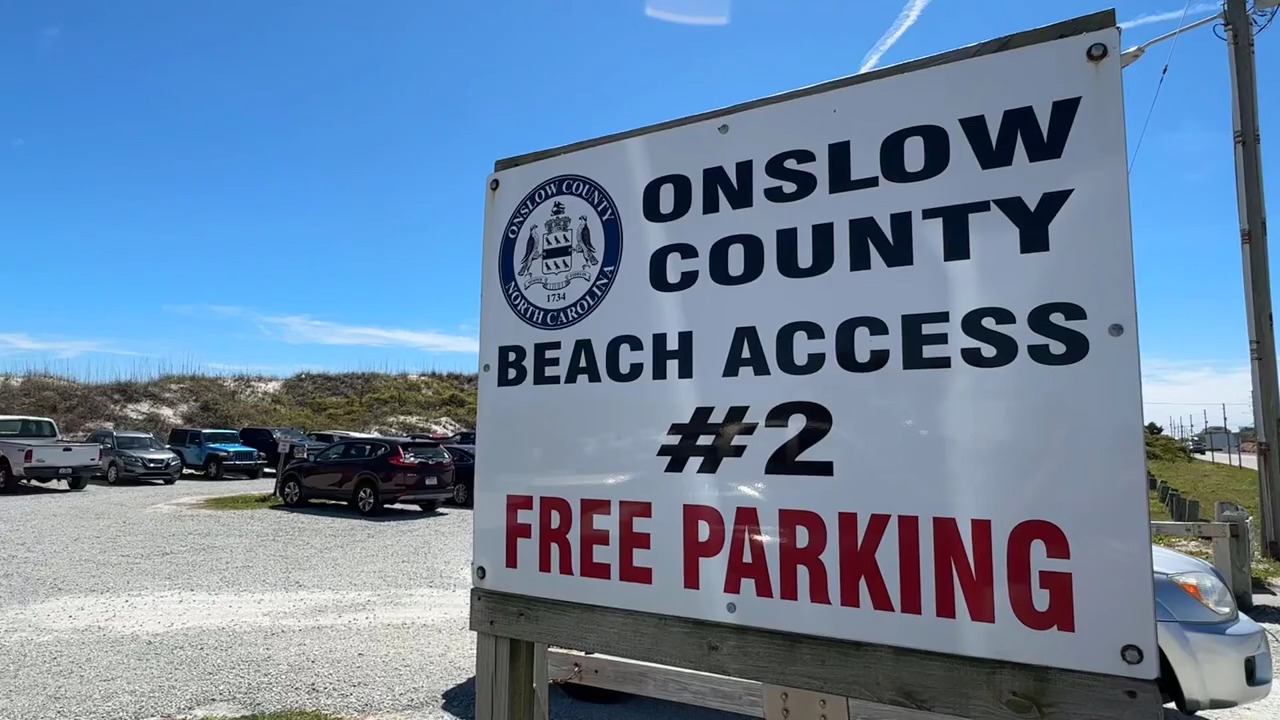 ONSLOW COUNTY
NORTH CAROLINA
1734
ONSLOW
COUNTY
BEACH ACCESS
#2
FREE PARKING